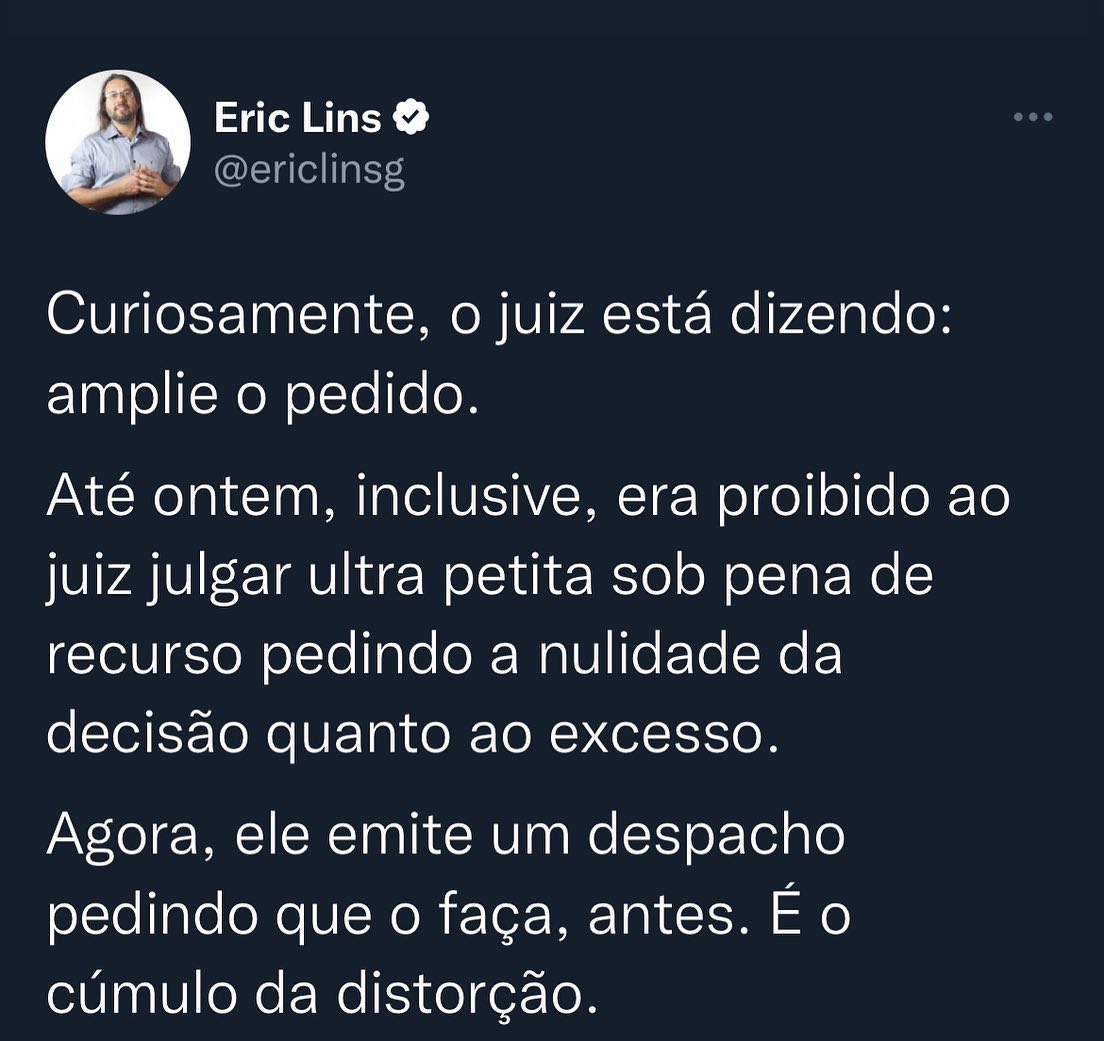 Eric Lins
@ericlinsg
Curiosamente, o juiz está dizendo:
amplie o pedido.
Até ontem, inclusive, era proibido ao
juiz julgar ultra petita sob pena de
recurso pedindo a nulidade da
decisão quanto ao excesso.
Agora, ele emite um despacho
pedindo que o faça, antes. É o
cúmulo da distorção.